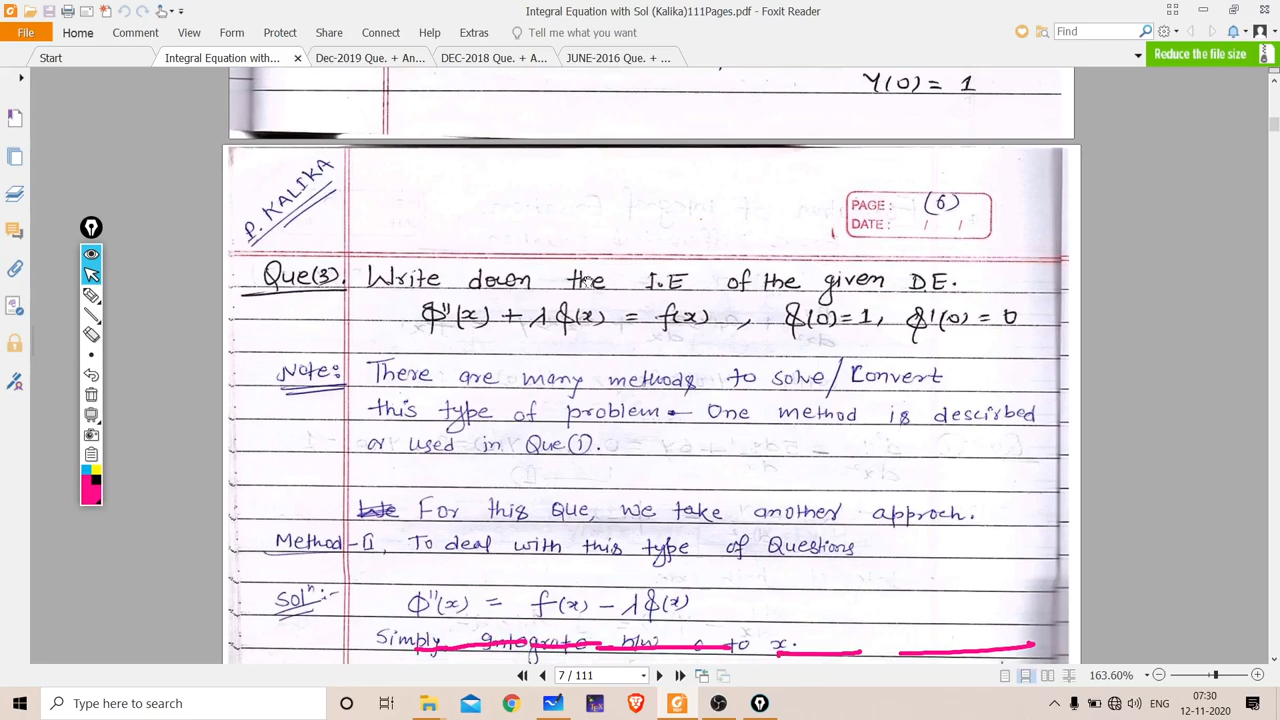 Integral Equation with Sol (Kalika)111Pages.pdf - Foxit Reader
File Home Comment View Form Protect Share Connect Help Extras Tell me what you want Find
Start Integral Equation with... Dec-2019 Que. + An... DEC-2018 Que. + A... JUNE-2016 Que. + ... Reduce the file size
Y(0) = 1
P. KALIKA
PAGE: (6)
DATE: / /
Que(3) Write down the I.E of the given DE.
ϕ''(x) + λϕ(x) = f(x) , ϕ(0)=1, ϕ'(0) = 0
Note: There are many methods to solve/Convert
this type of problem - One method is descirbed
or used in Que(1).
For this Que, we take another approch.
Method-II, To deal with this type of Questions
Solⁿ:- ϕ''(x) = f(x) - λϕ(x)
Simply Integrate b/w o to x.
7 / 111
163.60%
Type here to search
ENG
07:30
12-11-2020